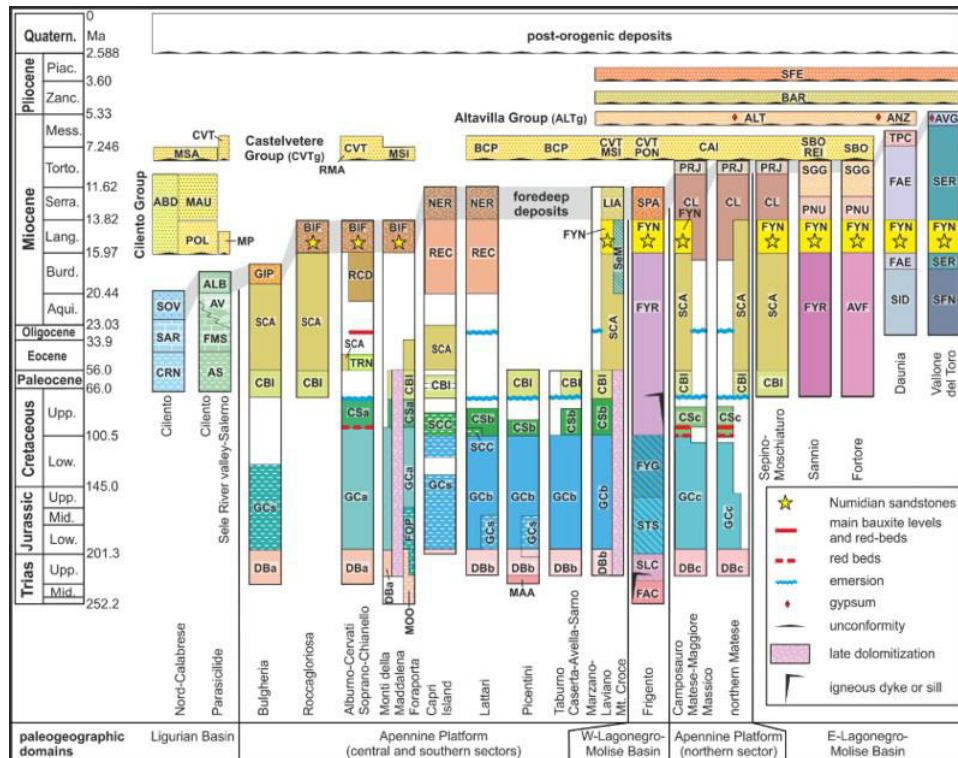 0
Ma
Quatern.
post-orogenic deposits
2.588
Pliocene
Piac.
SFE
3.60
Zanc.
BAR
5.33
Mess.
Altavilla Group (ALTg)
ALT
ANZ
AVG
7.246
CVT
Castelvetere
Group (CVTg)
MSA
RMA
CVT
MSI
BCP
BCP
CVT
MSI
CVT
PON
CAI
SBO
REI
SBO
TPC
Miocene
Torto.
PRJ
PRJ
PRJ
SGG
SGG
11.62
Serra.
Cilento Group
ABD
MAU
NER
NER
foredeep
deposits
LIA
SPA
CL
FYN
CL
CL
PNU
PNU
FAE
SER
13.82
Lang.
POL
MP
BIF
BIF
BIF
REC
REC
FYN
FYN
FYN
FYN
FYN
FYN
15.97
Burd.
GIP
RCD
SeM
FAE
SER
20.44
ALB
Aqui.
SOV
AV
SCA
SCA
SCA
FYR
SCA
SCA
SCA
FYR
AVF
SID
SFN
23.03
Oligocene
33.9
SAR
FMS
SCA
SCA
Eocene
TRN
56.0
Paleocene
CRN
AS
CBI
CBI
CBI
CBI
CBI
CBI
CBI
CBI
66.0
Cretaceous
Upp.
CSa
CSa
SCC
CSb
CSb
CSb
CSb
CSc
CSc
100.5
SCC
Low.
FYG
145.0
GCs
GCa
GCa
GCs
GCb
GCb
GCb
GCb
GCc
GCc
Jurassic
Upp.
Mid.
Low.
FOP
GCs
GCs
STS
201.3
Trias
Upp.
DBa
DBa
DBa
DBb
DBb
DBb
DBb
SLC
DBc
DBc
Mid.
MOO
MAA
FAC
252.2
Cilento
Nord-Calabrese
Cilento
Sele River valley-Salerno
Parasicilide
Bulgheria
Roccagloriosa
Alburno-Cervati
Soprano-Chianello
Monti della
Maddalena
Foraporta
Capri
Island
Lattari
Picentini
Taburno
Caserta-Avella-Sarno
Marzano-
Laviano
Mt. Croce
Frigento
Camposauro
Matese-Maggiore
Massico
northern Matese
Sepino-
Moschiaturo
Sannio
Fortore
Daunia
Vallone
del Toro
Numidian sandstones
main bauxite levels
and red-beds
red beds
emersion
gypsum
unconformity
late dolomitization
igneous dyke or sill
paleogeographic
domains
Ligurian Basin
Apennine Platform
(central and southern sectors)
W-Lagonegro-
Molise Basin
Apennine Platform
(northern sector)
E-Lagonegro-
Molise Basin